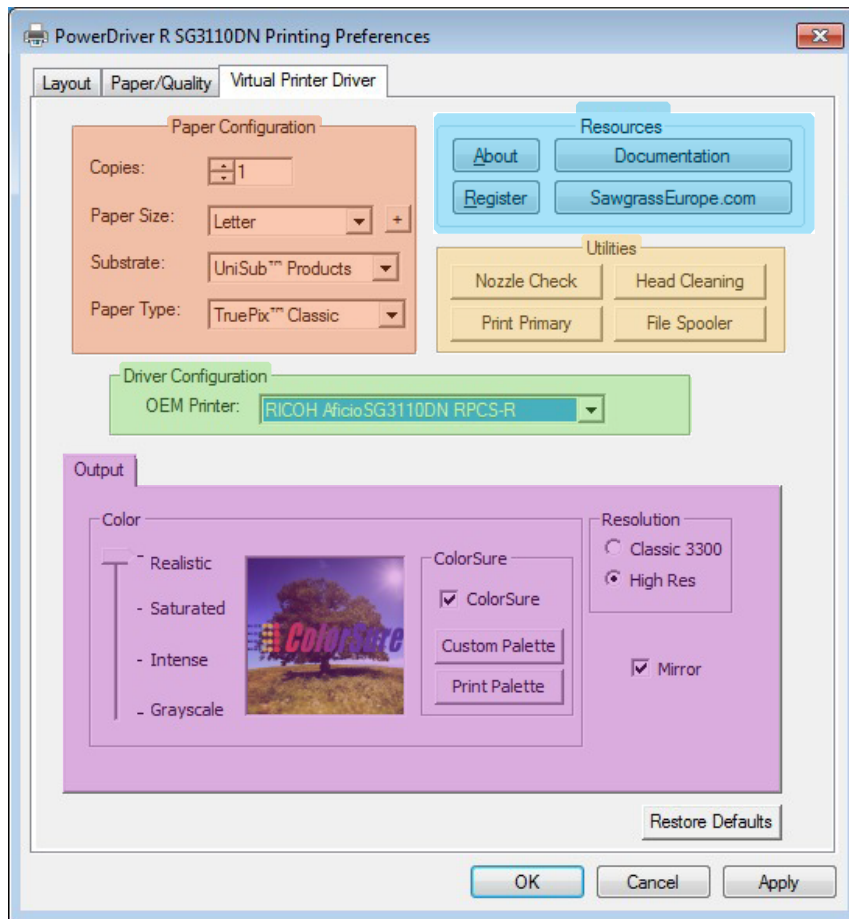 PowerDriver R SG3110DN Printing Preferences
Layout
Paper/Quality
Virtual Printer Driver
Paper Configuration
Copies:
1
Paper Size:
Letter
+
Substrate:
UniSub™ Products
Paper Type:
TruePix™ Classic
Resources
About
Documentation
Register
SawgrassEurope.com
Utilities
Nozzle Check
Head Cleaning
Print Primary
File Spooler
Driver Configuration
OEM Printer:
RICOH AficioSG3110DN RPCS-R
Output
Color
Realistic
Saturated
Intense
Grayscale
ColorSure
ColorSure
ColorSure
Custom Palette
Print Palette
Resolution
Classic 3300
High Res
Mirror
Restore Defaults
OK
Cancel
Apply